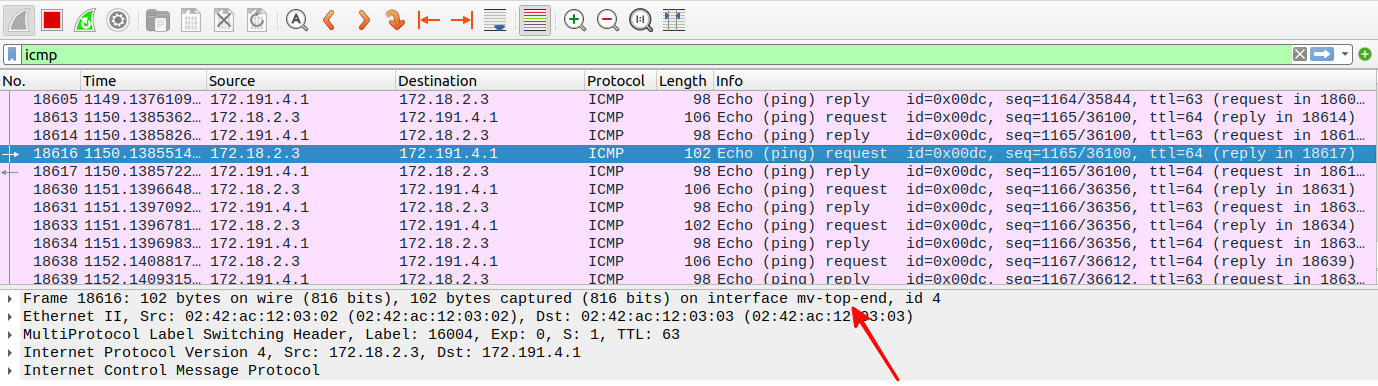 icmp
No. Time Source Destination Protocol Length Info
18605 1149.1376109… 172.191.4.1 172.18.2.3 ICMP 98 Echo (ping) reply id=0x00dc, seq=1164/35844, ttl=63 (request in 1860…
18613 1150.1385362… 172.18.2.3 172.191.4.1 ICMP 106 Echo (ping) request id=0x00dc, seq=1165/36100, ttl=64 (reply in 18614)
18614 1150.1385826… 172.191.4.1 172.18.2.3 ICMP 98 Echo (ping) reply id=0x00dc, seq=1165/36100, ttl=63 (request in 1861…
18616 1150.1385514… 172.18.2.3 172.191.4.1 ICMP 102 Echo (ping) request id=0x00dc, seq=1165/36100, ttl=64 (reply in 18617)
18617 1150.1385722… 172.191.4.1 172.18.2.3 ICMP 98 Echo (ping) reply id=0x00dc, seq=1165/36100, ttl=64 (request in 1861…
18630 1151.1396648… 172.18.2.3 172.191.4.1 ICMP 106 Echo (ping) request id=0x00dc, seq=1166/36356, ttl=64 (reply in 18631)
18631 1151.1397092… 172.191.4.1 172.18.2.3 ICMP 98 Echo (ping) reply id=0x00dc, seq=1166/36356, ttl=63 (request in 1863…
18633 1151.1396781… 172.18.2.3 172.191.4.1 ICMP 102 Echo (ping) request id=0x00dc, seq=1166/36356, ttl=64 (reply in 18634)
18634 1151.1396983… 172.191.4.1 172.18.2.3 ICMP 98 Echo (ping) reply id=0x00dc, seq=1166/36356, ttl=64 (request in 1863…
18638 1152.1408817… 172.18.2.3 172.191.4.1 ICMP 106 Echo (ping) request id=0x00dc, seq=1167/36612, ttl=64 (reply in 18639)
18639 1152.1409315… 172.191.4.1 172.18.2.3 ICMP 98 Echo (ping) reply id=0x00dc, seq=1167/36612, ttl=63 (request in 1863…
Frame 18616: 102 bytes on wire (816 bits), 102 bytes captured (816 bits) on interface mv-top-end, id 4
Ethernet II, Src: 02:42:ac:12:03:02 (02:42:ac:12:03:02), Dst: 02:42:ac:12:03:03 (02:42:ac:12:03:03)
MultiProtocol Label Switching Header, Label: 16004, Exp: 0, S: 1, TTL: 63
Internet Protocol Version 4, Src: 172.18.2.3, Dst: 172.191.4.1
Internet Control Message Protocol